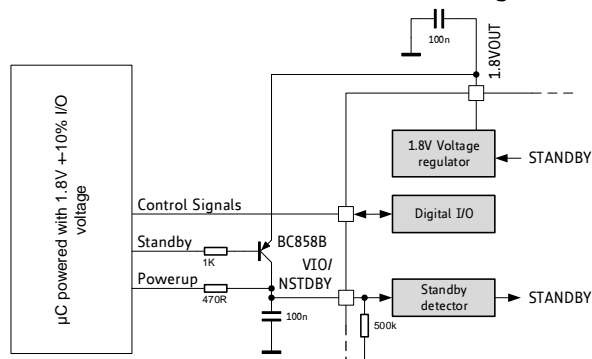 100n
1.8VOUT
µC powered with 1.8V +-10% I/O
voltage
1.8V Voltage
regulator
STANDBY
Control Signals
Digital I/O
Standby
1K
BC858B
VIO/
NSTDBY
Powerup
470R
Standby
detector
STANDBY
100n
500k